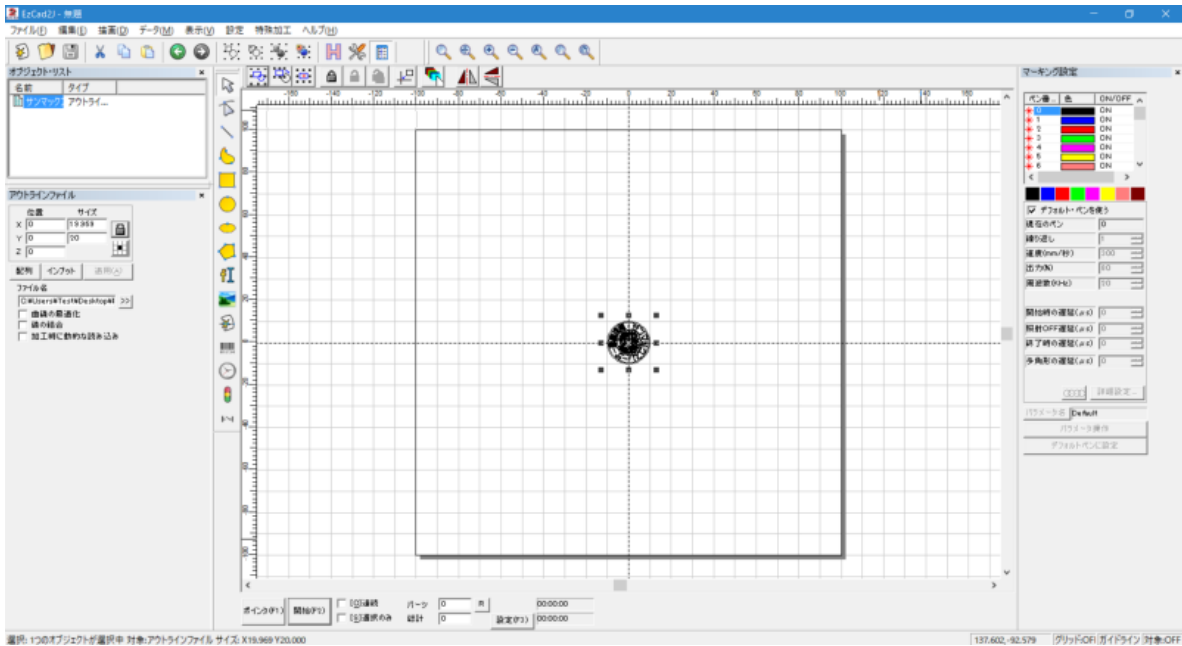 EzCad2J - 無題
ファイル(F) 編集(E) 描画(D) データ(M) 表示(V) 設定 特殊加工 ヘルプ(H)
オブジェクト・リスト
名前 タイプ
サンマック アウトライ...
アウトラインファイル
位置 サイズ
X 0 19.969
Y 0 20
Z 0
配列 インプット 適用(A)
ファイル名
C:¥Users¥Test¥Desktop¥I >>
曲線の最適化
線の結合
加工時に動的な読み込み
マーキング設定
ペン番.. 色 ON/OFF
0 ON
1 ON
2 ON
3 ON
4 ON
5 ON
6 ON
デフォルト・ペンを使う
現在のペン 0
繰り返し 1
速度(mm/秒) 300
出力(%) 80
周波数(KHz) 20
開始時の遅延(μs) 0
照射OFF遅延(μs) 0
終了時の遅延(μs) 0
多角形の遅延(μs) 0
詳細設定...
パラメータ名 Default
パラメータ操作
デフォルトペンに設定
ポインタ(F1) 開始(F2) [C]連続 パーツ 0 R 00:00:00
[S]選択のみ 総計 0 設定(F3) 00:00:00
選択: 1つのオブジェクトが選択中 対象:アウトラインファイル サイズ: X19.969 Y20.000
137.602,-92.579 グリッド:OFF ガイドライン 対象:OFF